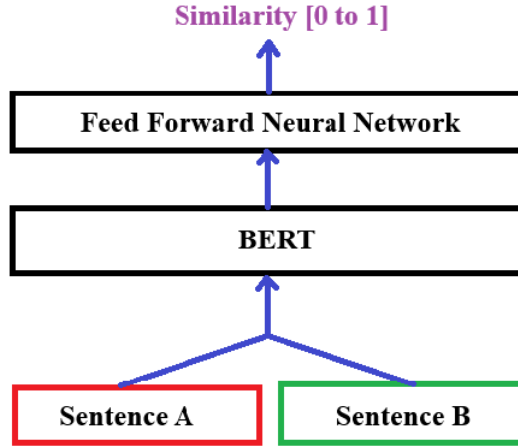 Similarity [0 to 1]
Feed Forward Neural Network
BERT
Sentence A
Sentence B